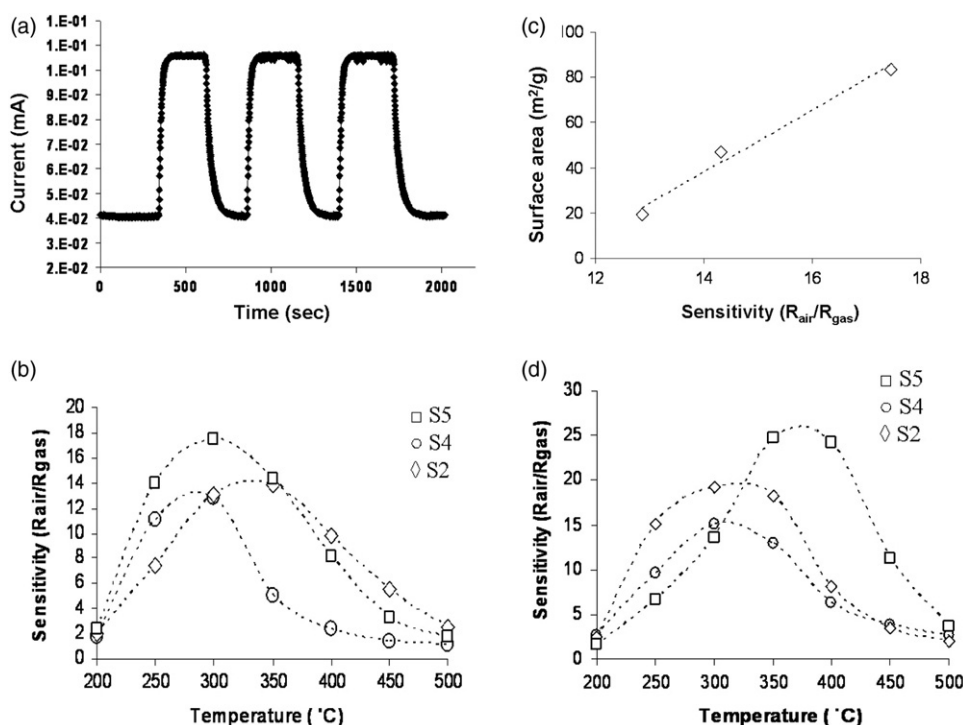 (a)
1.E-01
1.E-01
1.E-01
8.E-02
9.E-02
7.E-02
6.E-02
5.E-02
4.E-02
3.E-02
2.E-02
Current (mA)
0 500 1000 1500 2000
Time (sec)
(c)
100
80
60
40
20
0
Surface area (m²/g)
12 14 16 18
Sensitivity (Rair/Rgas)
(b)
20
18
16
14
12
10
8
6
4
2
0
Sensitivity (Rair/Rgas)
S5
S4
S2
200 250 300 350 400 450 500
Temperature (˚C)
(d)
30
25
20
15
10
5
0
Sensitivity (Rair/Rgas)
S5
S4
S2
200 250 300 350 400 450 500
Temperature (˚C)